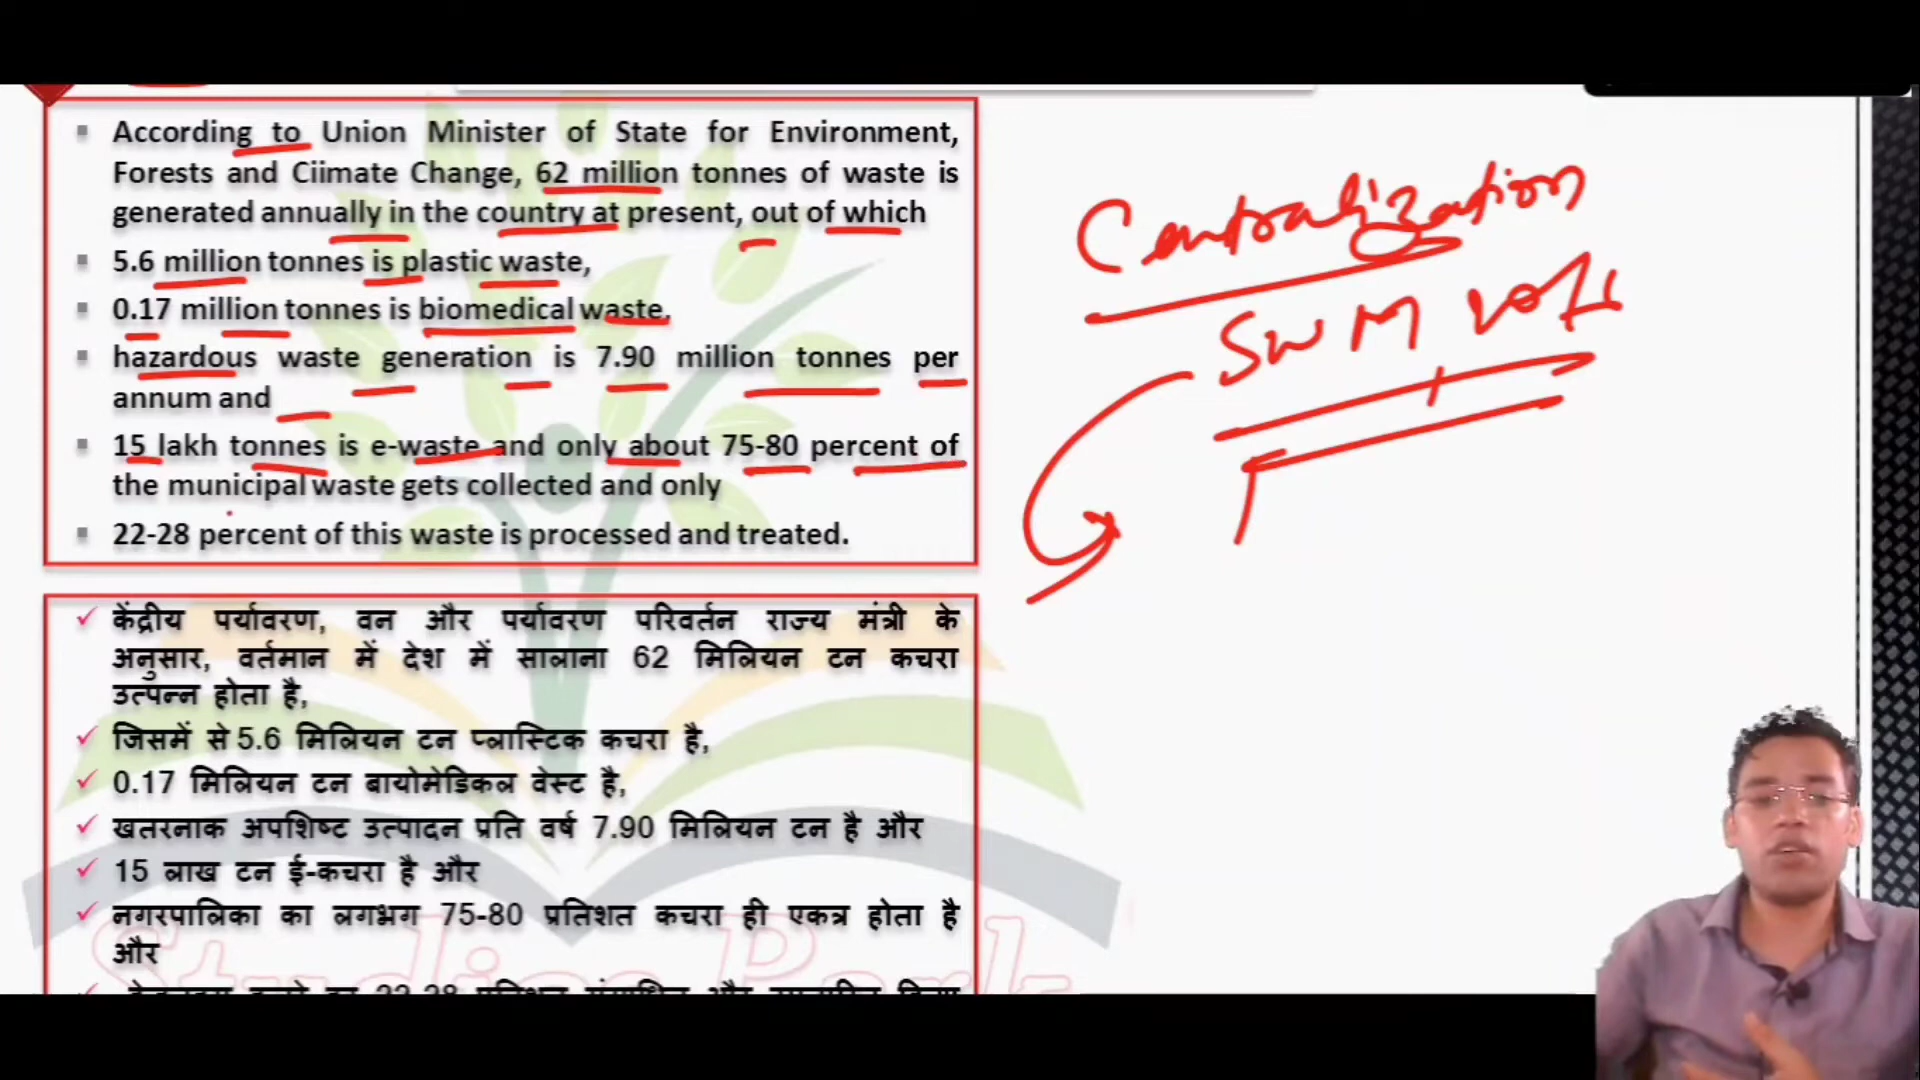 According to Union Minister of State for Environment,
Forests and Ciimate Change, 62 million tonnes of waste is
generated annually in the country at present, out of which
5.6 million tonnes is plastic waste,
0.17 million tonnes is biomedical waste,
hazardous waste generation is 7.90 million tonnes per
annum and
15 lakh tonnes is e-waste and only about 75-80 percent of
the municipal waste gets collected and only
22-28 percent of this waste is processed and treated.
Centralization
SWM
केंद्रीय पर्यावरण, वन और पर्यावरण परिवर्तन राज्य मंत्री के
अनुसार, वर्तमान में देश में सालाना 62 मिलियन टन कचरा
उत्पन्न होता है,
जिसमें से 5.6 मिलियन टन प्लास्टिक कचरा है,
0.17 मिलियन टन बायोमेडिकल वेस्ट है,
खतरनाक अपशिष्ट उत्पादन प्रति वर्ष 7.90 मिलियन टन है और
15 लाख टन ई-कचरा है और
नगरपालिका का लगभग 75-80 प्रतिशत कचरा ही एकत्र होता है
और